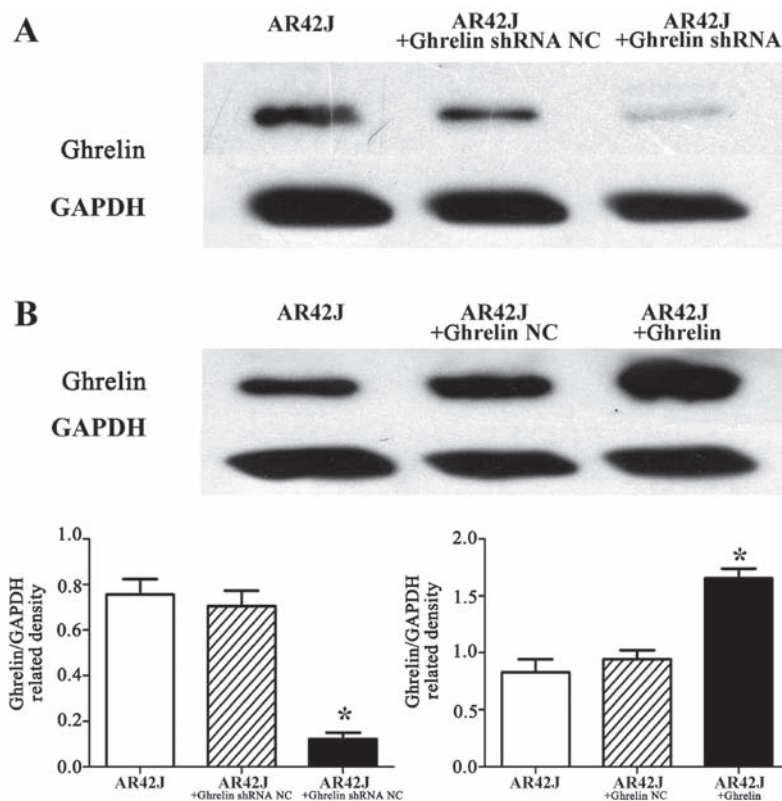 A
AR42J
AR42J
+Ghrelin shRNA NC
AR42J
+Ghrelin shRNA
Ghrelin
GAPDH
B
AR42J
AR42J
+Ghrelin NC
AR42J
+Ghrelin
Ghrelin
GAPDH
Ghrelin/GAPDH
related density
1.0
0.8
0.6
0.4
0.2
0.0
*
AR42J
AR42J
+Ghrelin shRNA NC
AR42J
+Ghrelin shRNA NC
Ghrelin/GAPDH
related density
2.0
1.5
1.0
0.5
0.0
*
AR42J
AR42J
+Ghrelin NC
AR42J
+Ghrelin